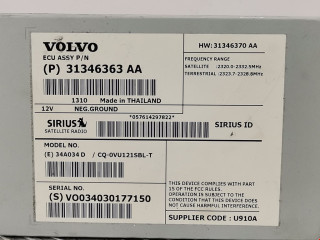 VOLVO
ECU ASSY P/N
(P) 31346363 AA
HW: 31346370 AA
FREQUENCY RANGE
SATELLITE : 2320.0-2332.5MHz
TERRESTRIAL : 2323.7-2328.8MHz
1310 Made in THAILAND
12V NEG.GROUND
SIRIUS
SATELLITE RADIO
*057614297822*
SIRIUS ID
MODEL NO.
(E) 34A034 D / CQ-0VU121SBL-T
SERIAL NO.
(S) VO034030177150
THIS DEVICE COMPLIES WITH PART
15 OF THE FCC RULES.
OPERATION IS SUBJECT TO THE
CONDITION THAT THIS DEVICE DOES
NOT CAUSE HARMFUL INTERFERENCE.
SUPPLIER CODE : U910A